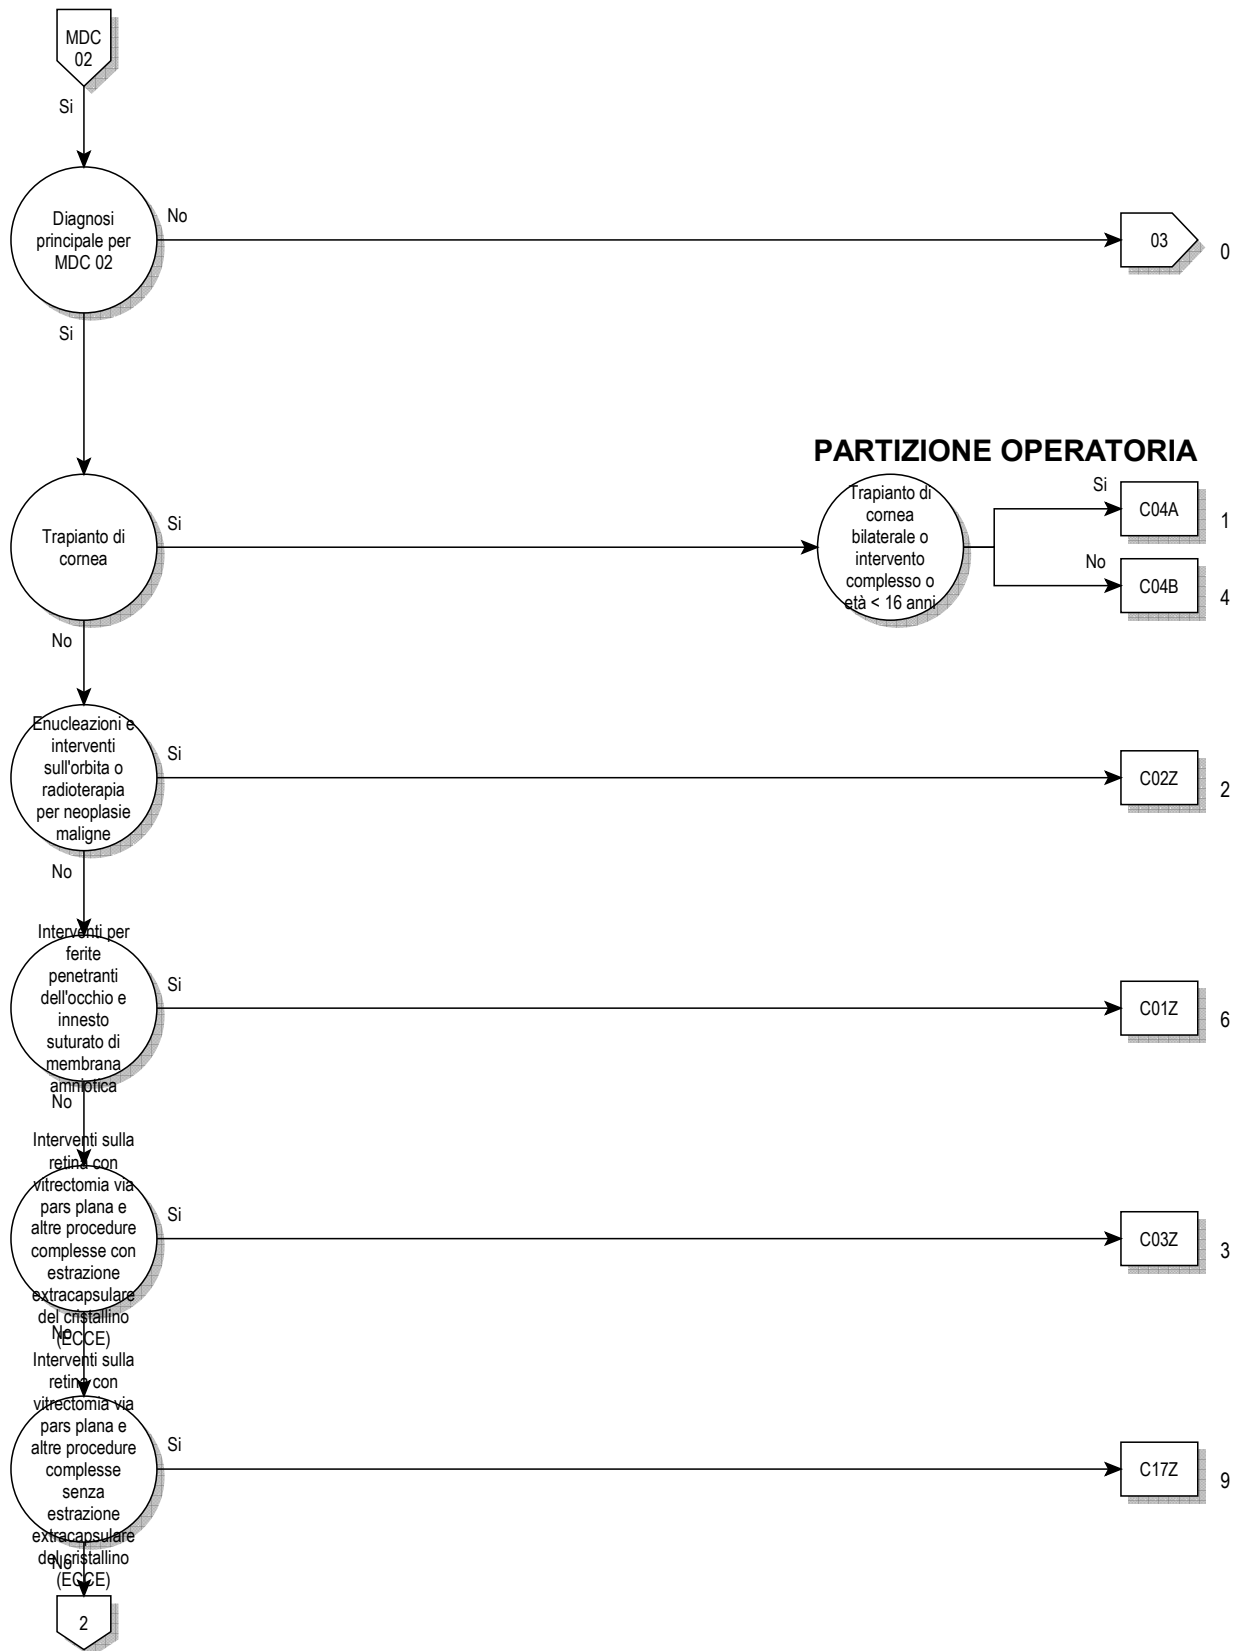 MDC
02
Si
Diagnosi
principale per
MDC 02
No
03
0
Si
PARTIZIONE OPERATORIA
Trapianto di
cornea
Si
Trapianto di
cornea
bilaterale o
intervento
complesso o
età < 16 anni
Si
C04A
1
No
C04B
4
No
Enucleazioni e
interventi
sull'orbita o
radioterapia
per neoplasie
maligne
Si
C02Z
2
No
Interventi per
ferite
penetranti
dell'occhio e
innesto
suturato di
membrana
amniotica
Si
C01Z
6
No
Interventi sulla
retina con
vitrectomia via
pars plana e
altre procedure
complesse con
estrazione
extracapsulare
del cristallino
(ECCE)
Si
C03Z
3
No
Interventi sulla
retina con
vitrectomia via
pars plana e
altre procedure
complesse
senza
estrazione
extracapsulare
del cristallino
(ECCE)
Si
C17Z
9
No
2